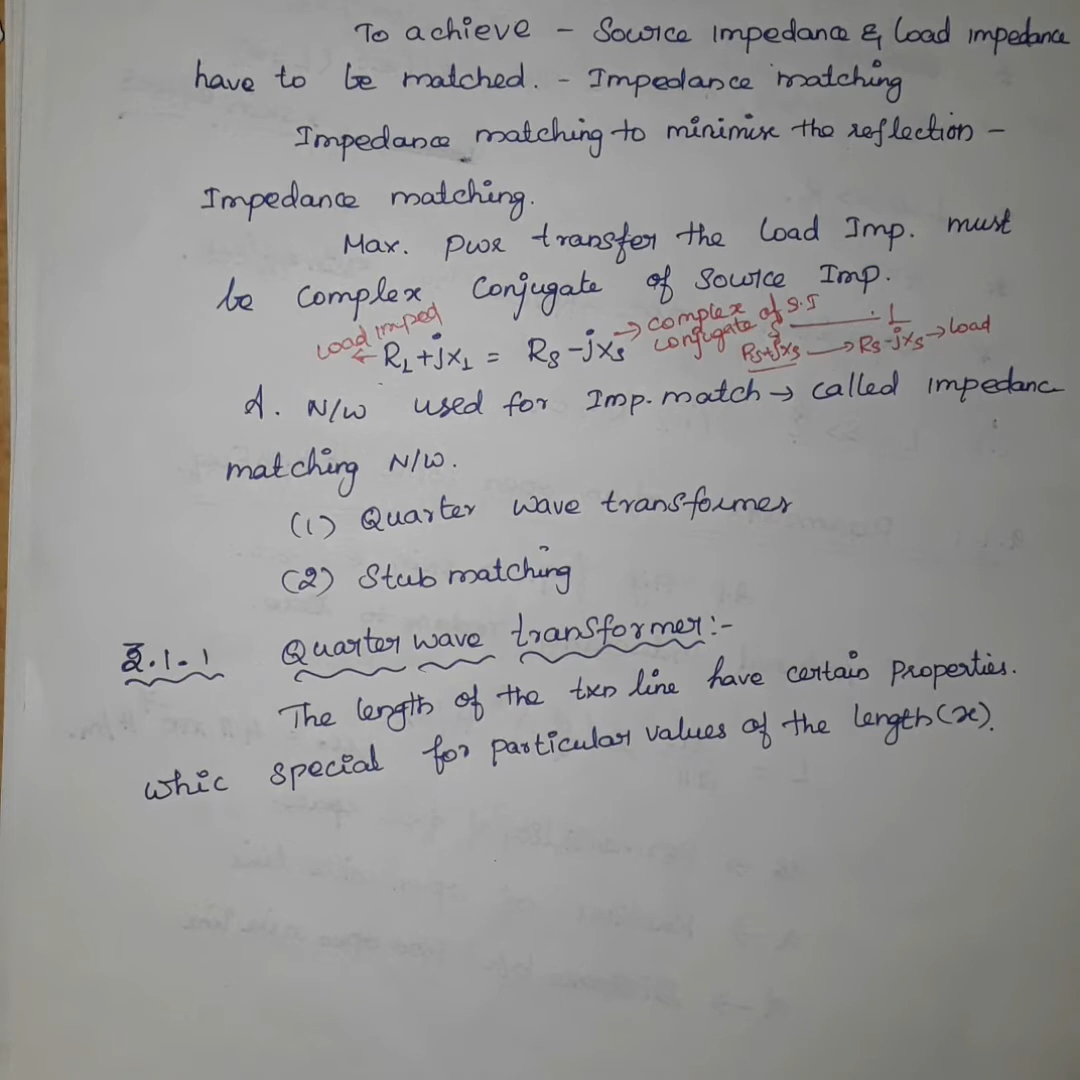 To achieve - Source impedance & load impedance
have to be matched. - Impedance matching
Impedance matching to minimise the reflection -
Impedance matching.
Max. pwr transfer the load Imp. must
be complex conjugate of source Imp.
load imped → complex conjugate of S.I
S ——— L
← R1 + jx1 = Rs - jxs Rs+jxs → Rs - jxs → load
A. N/W used for Imp. match → called impedanc
matching N/W.
(1) Quarter wave transformer
(2) Stub matching
2.1.1 Quarter wave transformer:-
The length of the txn line have certain properties.
whic special for particular values of the length (x).